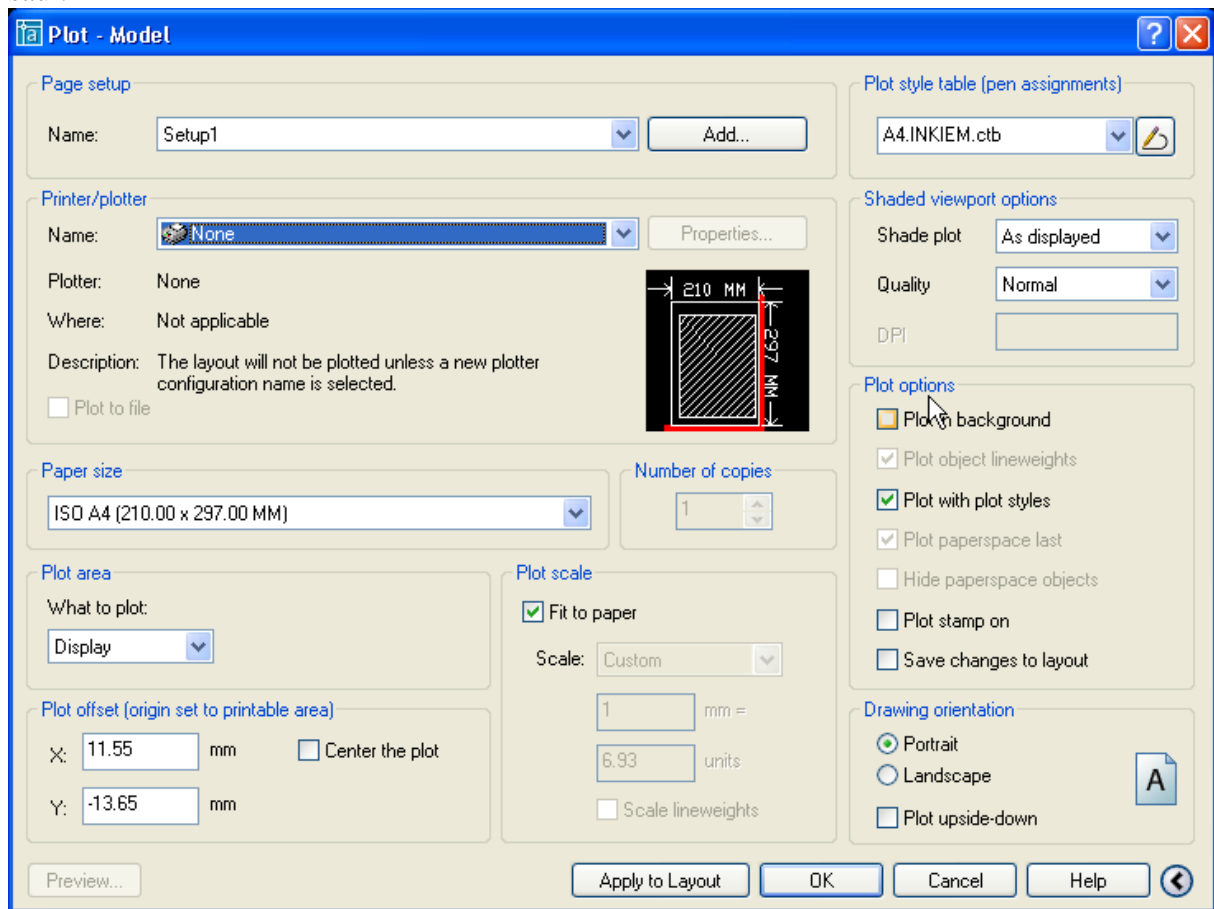 Plot - Model
Page setup
Name:
Setup1
Add...
Plot style table (pen assignments)
A4.INKIEM.ctb
Printer/plotter
Name:
None
Properties...
Plotter:
None
Where:
Not applicable
Description:
The layout will not be plotted unless a new plotter
configuration name is selected.
Plot to file
210 MM
297 MM
Shaded viewport options
Shade plot
As displayed
Quality
Normal
DPI
Paper size
ISO A4 (210.00 x 297.00 MM)
Number of copies
1
Plot options
Plot in background
Plot object lineweights
Plot with plot styles
Plot paperspace last
Hide paperspace objects
Plot stamp on
Save changes to layout
Plot area
What to plot:
Display
Plot scale
Fit to paper
Scale:
Custom
1
mm =
6.93
units
Scale lineweights
Plot offset (origin set to printable area)
X:
11.55
mm
Center the plot
Y:
-13.65
mm
Drawing orientation
Portrait
Landscape
Plot upside-down
A
Preview...
Apply to Layout
OK
Cancel
Help